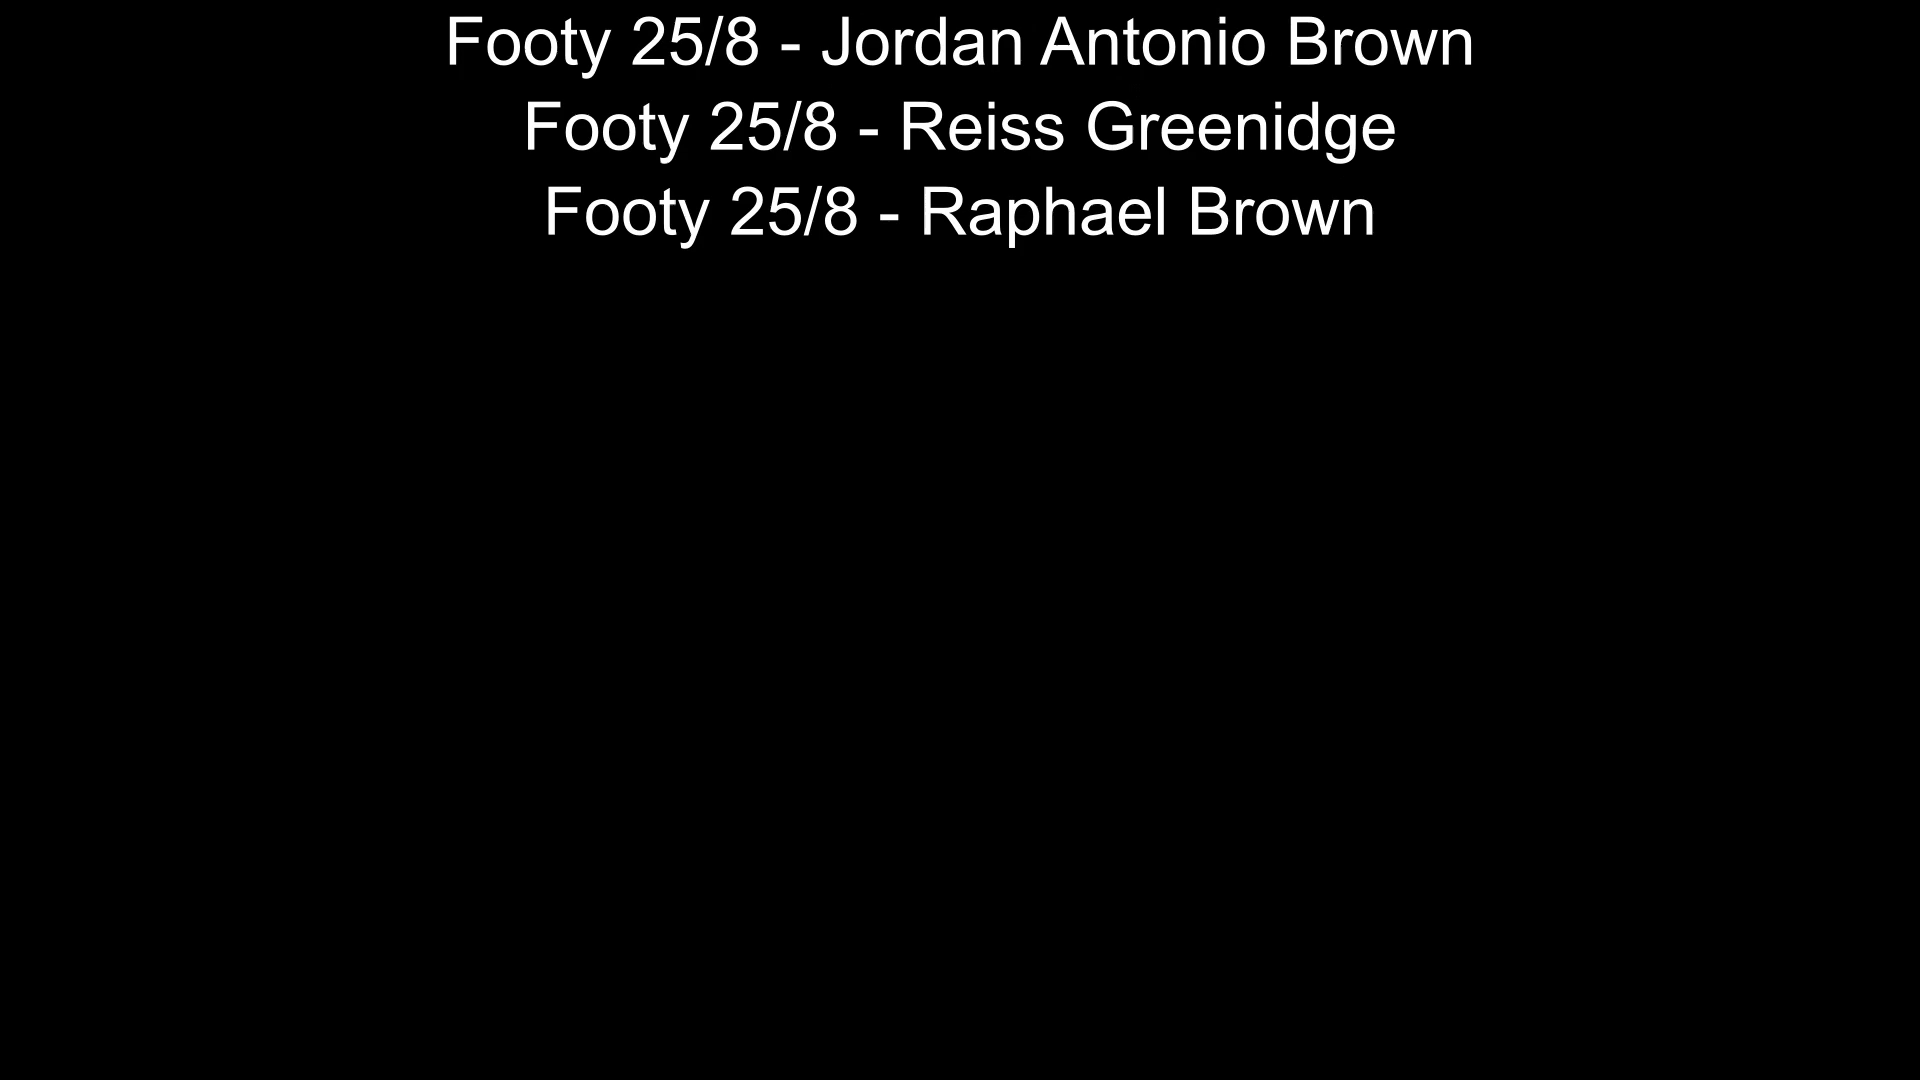 Footy 25/8 - Jordan Antonio Brown
Footy 25/8 - Reiss Greenidge
Footy 25/8 - Raphael Brown